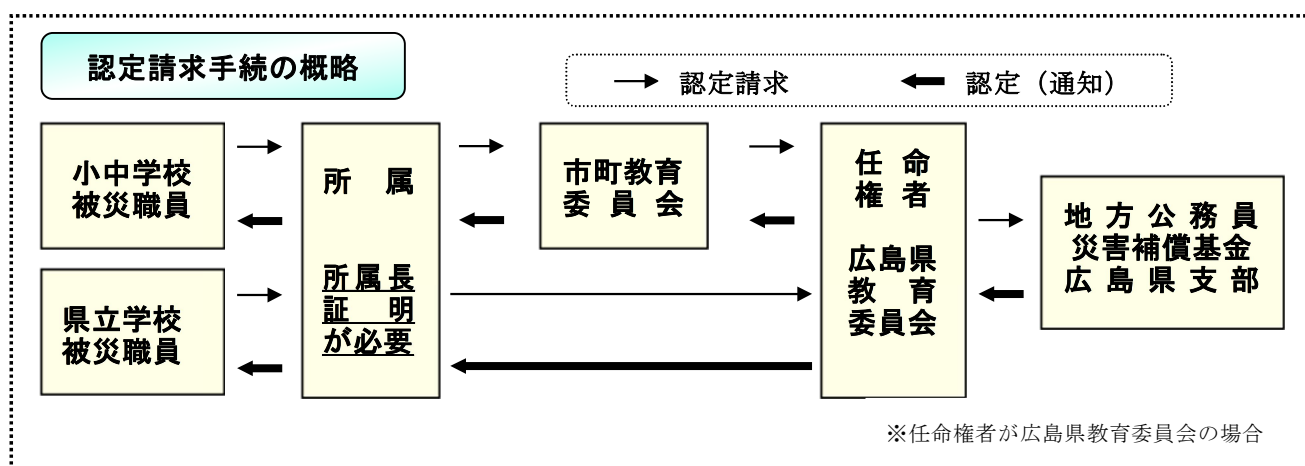 認定請求手続の概略
認定請求
認定（通知）
小中学校
被災職員
所　属
所属長
証　明
が必要
市町教育
委　員　会
任　命
権　者
広島県
教　育
委員会
地 方 公 務 員
災害補償基金
広 島 県 支 部
県立学校
被災職員
※任命権者が広島県教育委員会の場合